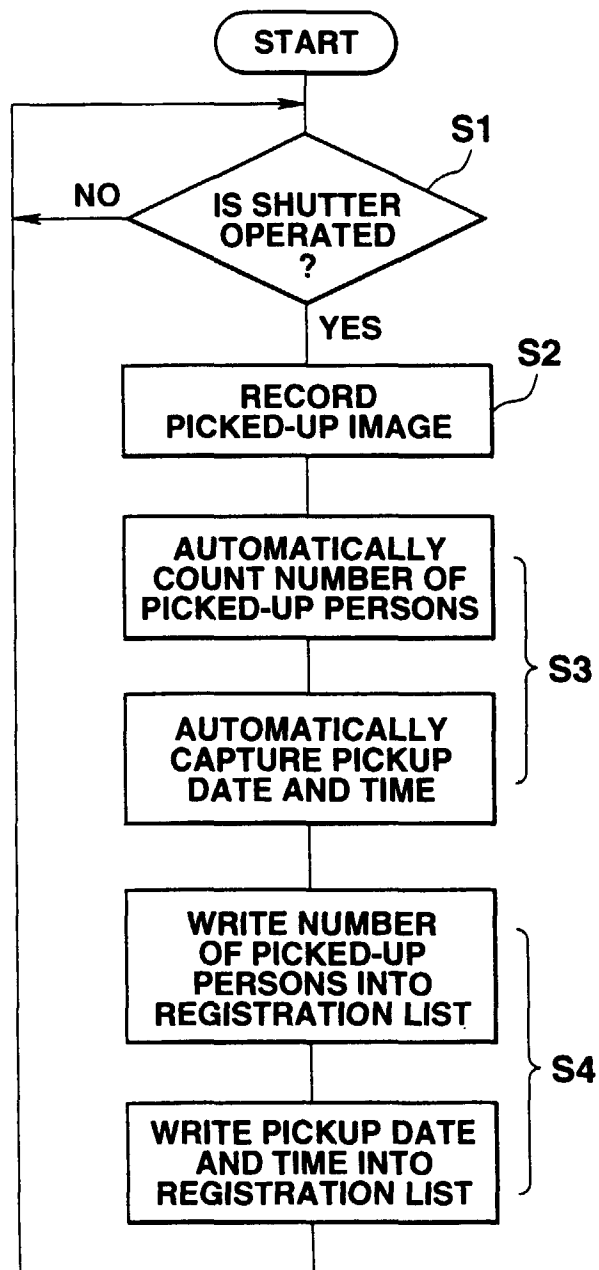 START
S1
NO
IS SHUTTER
OPERATED
?
YES
S2
RECORD
PICKED-UP IMAGE
AUTOMATICALLY
COUNT NUMBER OF
PICKED-UP PERSONS
S3
AUTOMATICALLY
CAPTURE PICKUP
DATE AND TIME
WRITE NUMBER
OF PICKED-UP
PERSONS INTO
REGISTRATION LIST
S4
WRITE PICKUP DATE
AND TIME INTO
REGISTRATION LIST